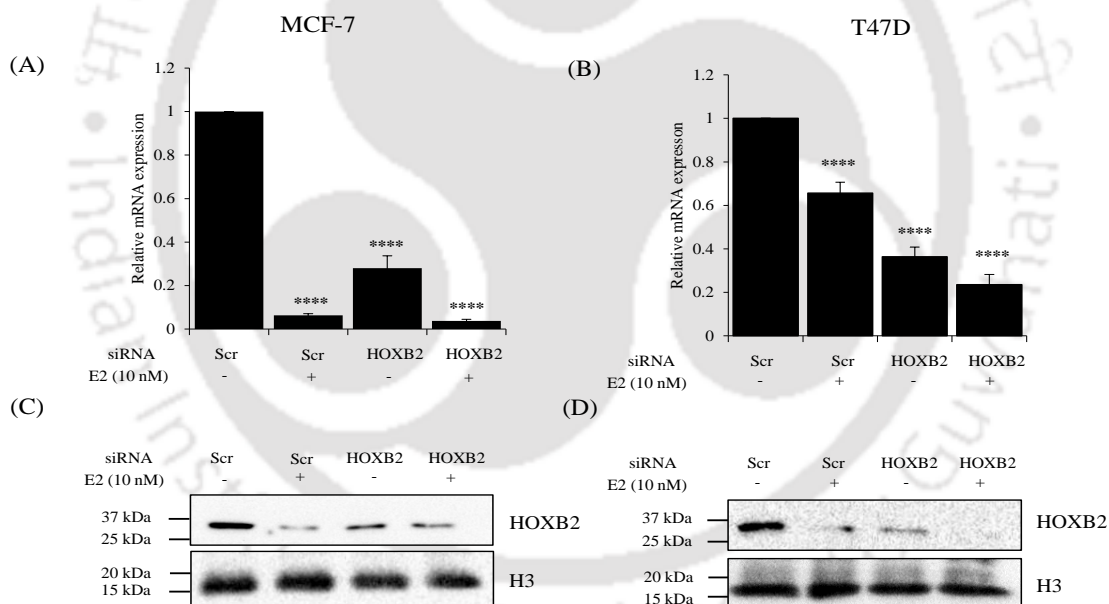 MCF-7
T47D
(A)
1.2
1
0.8
0.6
0.4
0.2
0
Relative mRNA expression
****
****
****
siRNA Scr Scr HOXB2 HOXB2
E2 (10 nM) - + - +
(B)
1.2
1
0.8
0.6
0.4
0.2
0
Relative mRNA expresson
****
****
****
siRNA Scr Scr HOXB2 HOXB2
E2 (10 nM) - + - +
(C)
siRNA Scr Scr HOXB2 HOXB2
E2 (10 nM) - + - +
37 kDa
25 kDa
HOXB2
20 kDa
15 kDa
H3
(D)
siRNA Scr Scr HOXB2 HOXB2
E2 (10 nM) - + - +
37 kDa
25 kDa
HOXB2
20 kDa
15 kDa
H3
Indian Inst
Guwahati